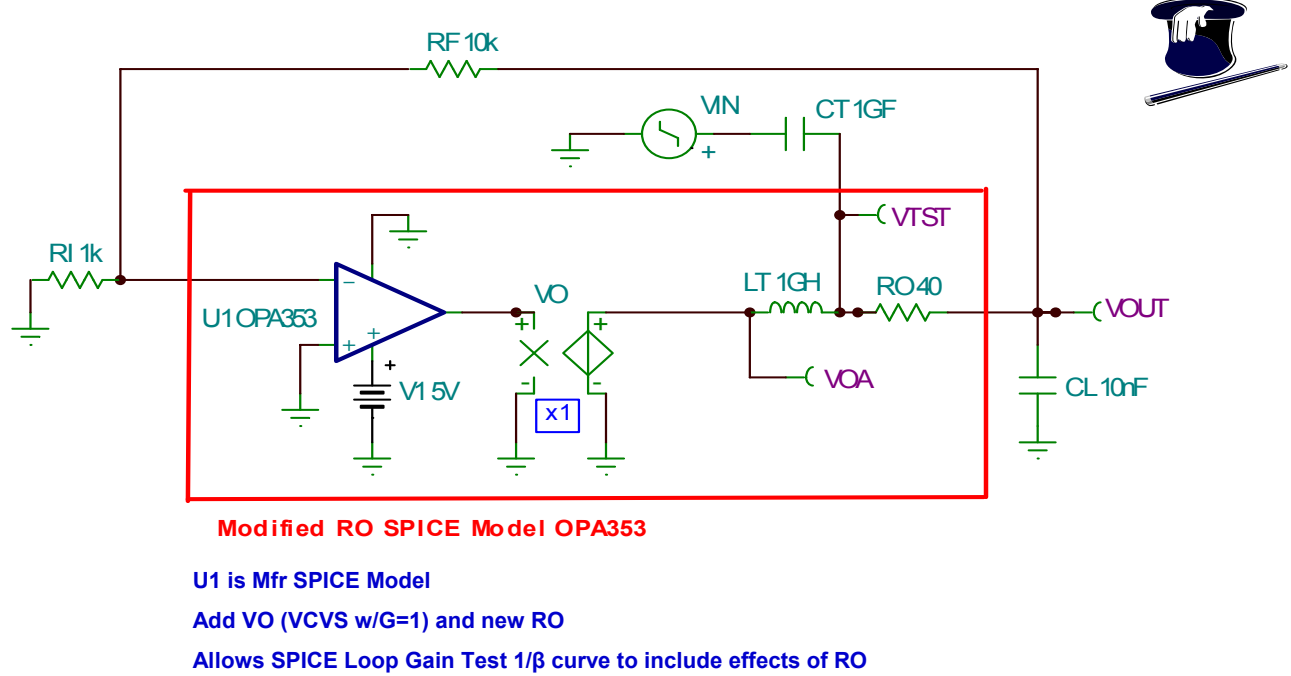 RF 10k
VIN
CT 1GF
+
VTST
RI 1k
LT 1GH
RO 40
VO
U1 OPA353
VOUT
+
+
−
+
+
+
V1 5V
VOA
CL 10nF
-
-
x1
Modified RO SPICE Model OPA353
U1 is Mfr SPICE Model
Add VO (VCVS w/G=1) and new RO
Allows SPICE Loop Gain Test 1/β curve to include effects of RO